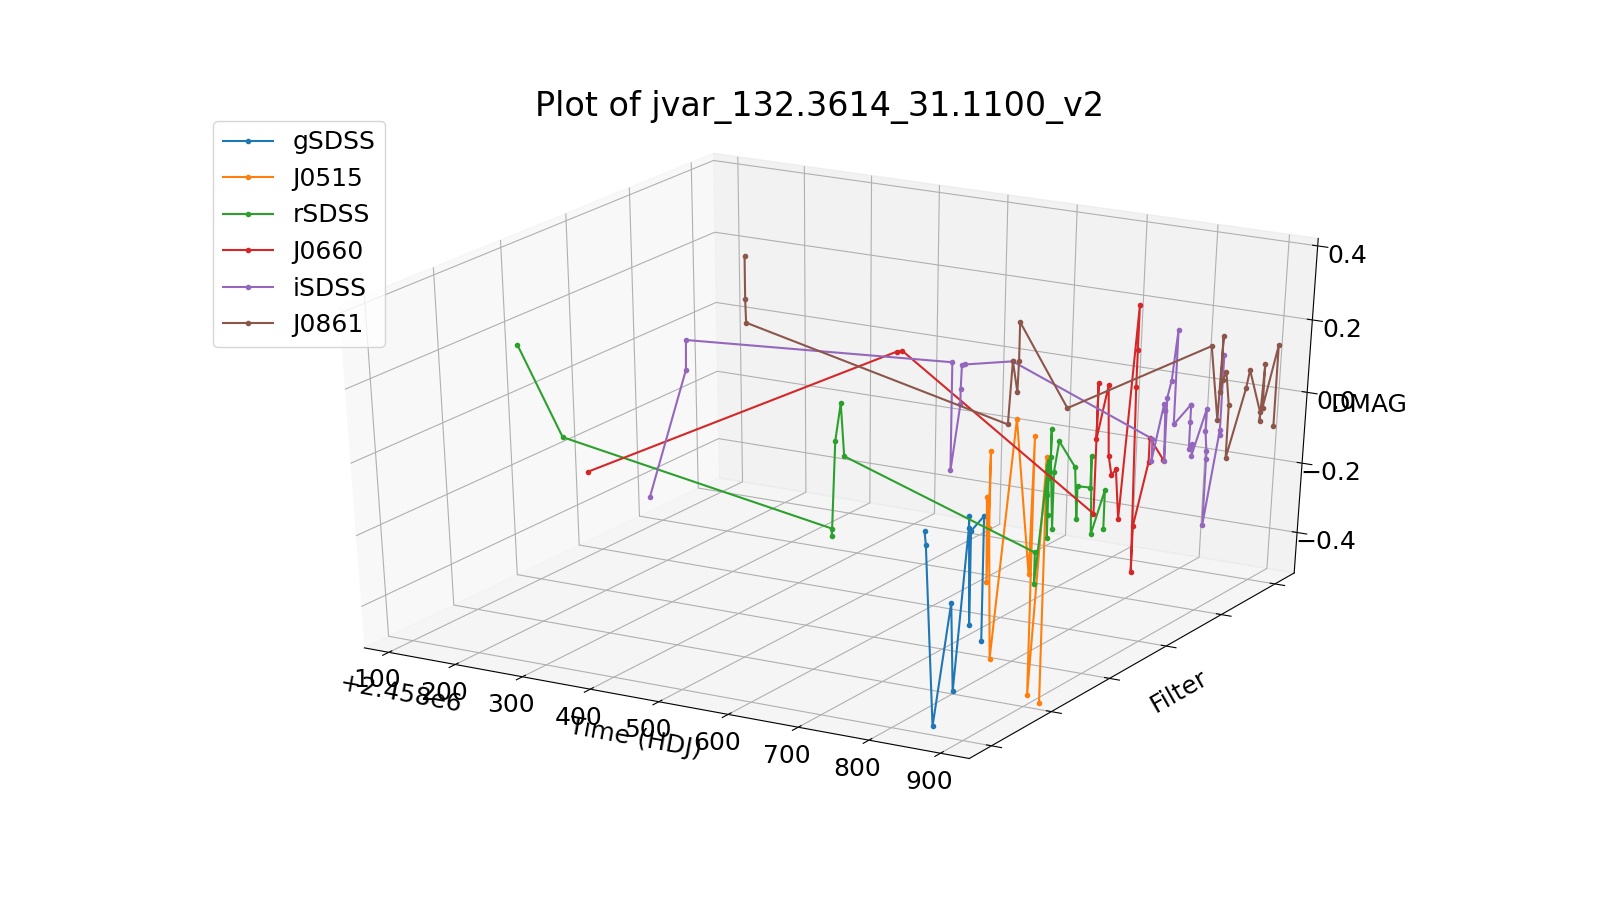 Plot of jvar_132.3614_31.1100_v2
gSDSS
J0515
rSDSS
J0660
iSDSS
J0861
0.4
0.2
0.0
DMAG
−0.2
−0.4
Filter
100
200
300
400
500
600
700
800
900
+2.458e6
Time (HDJ)